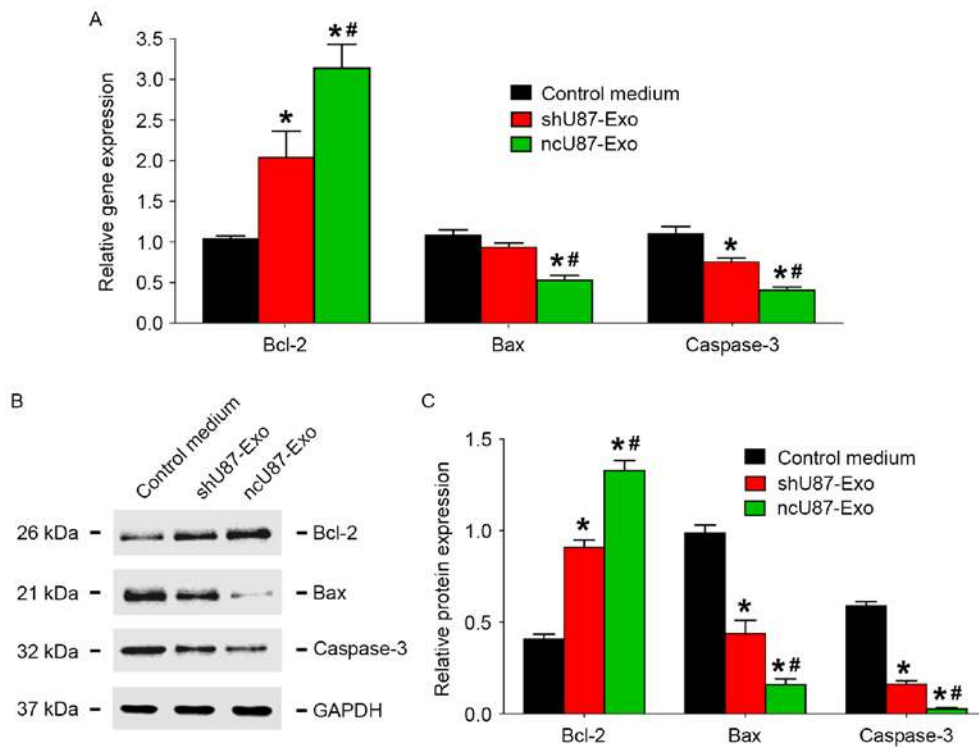 A
3.5
3.0
2.5
2.0
1.5
1.0
0.5
0.0
Relative gene expression
*
*#
*#
*
*#
Control medium
shU87-Exo
ncU87-Exo
Bcl-2 Bax Caspase-3
B
Control medium
shU87-Exo
ncU87-Exo
26 kDa Bcl-2
21 kDa Bax
32 kDa Caspase-3
37 kDa GAPDH
C
1.5
1.0
0.5
0.0
Relative protein expression
*
*#
*
*#
*
*#
Control medium
shU87-Exo
ncU87-Exo
Bcl-2 Bax Caspase-3